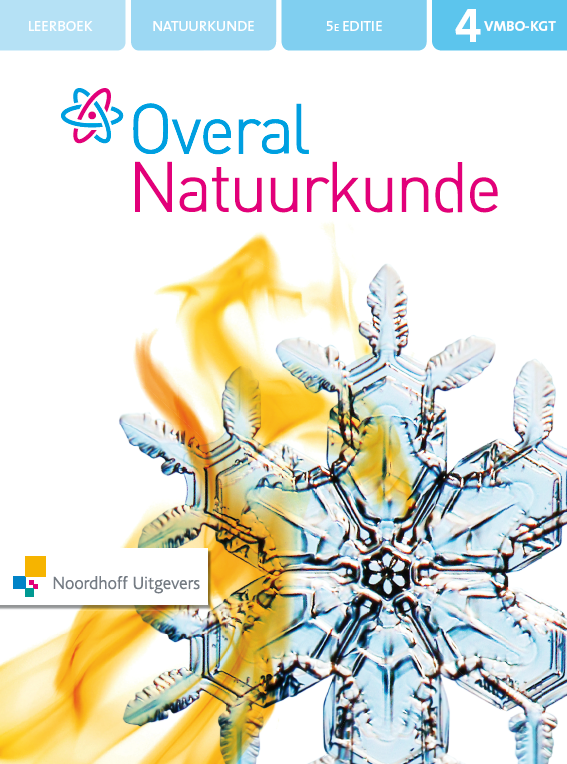 LEERBOEK NATUURKUNDE 5E EDITIE 4 VMBO-KGT
Overal
Natuurkunde
Noordhoff Uitgevers